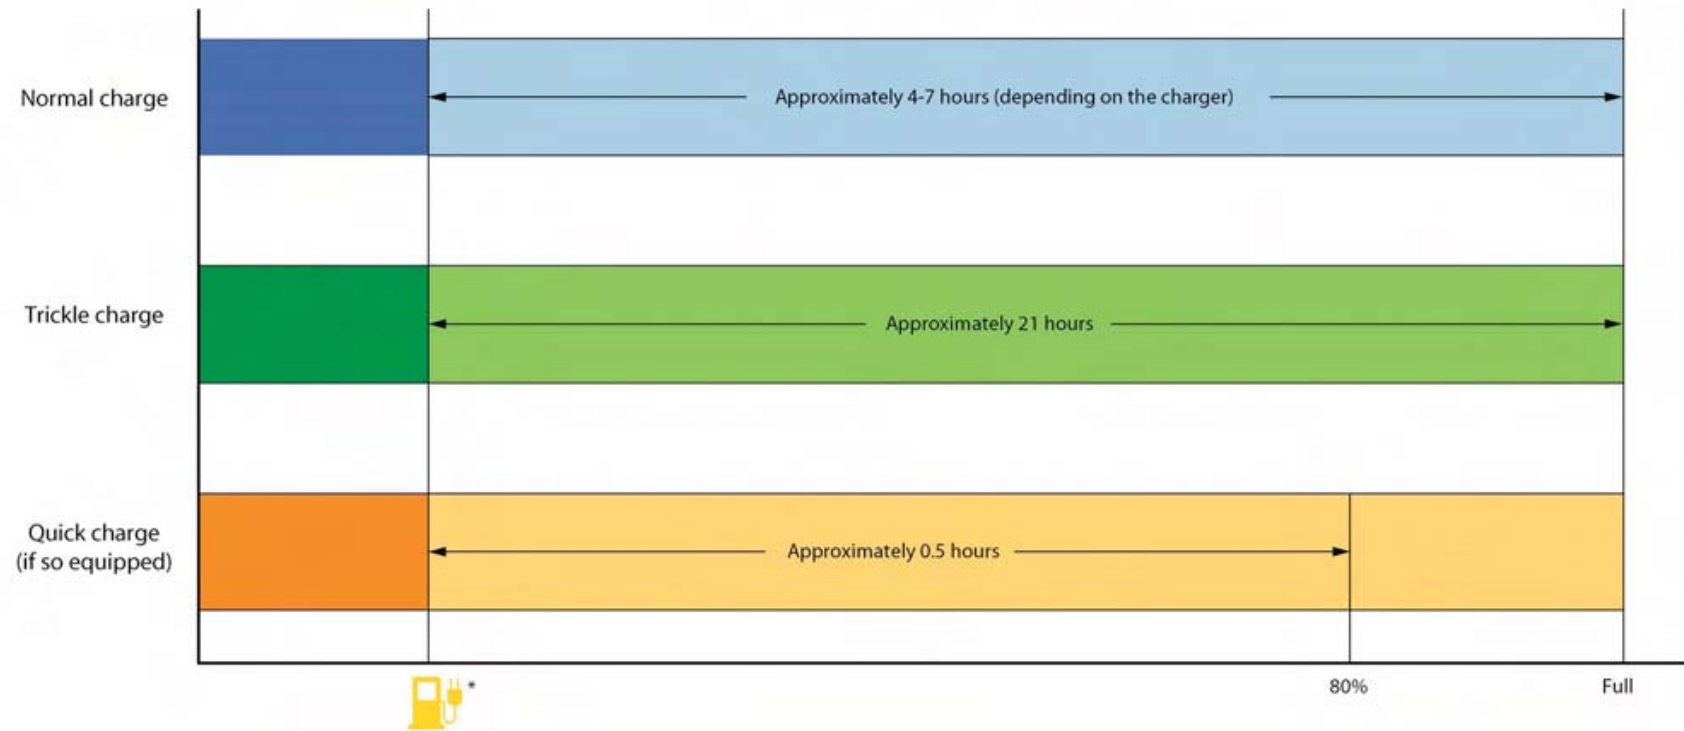 Normal charge
Approximately 4-7 hours (depending on the charger)
Trickle charge
Approximately 21 hours
Quick charge
(if so equipped)
Approximately 0.5 hours
*
80%
Full